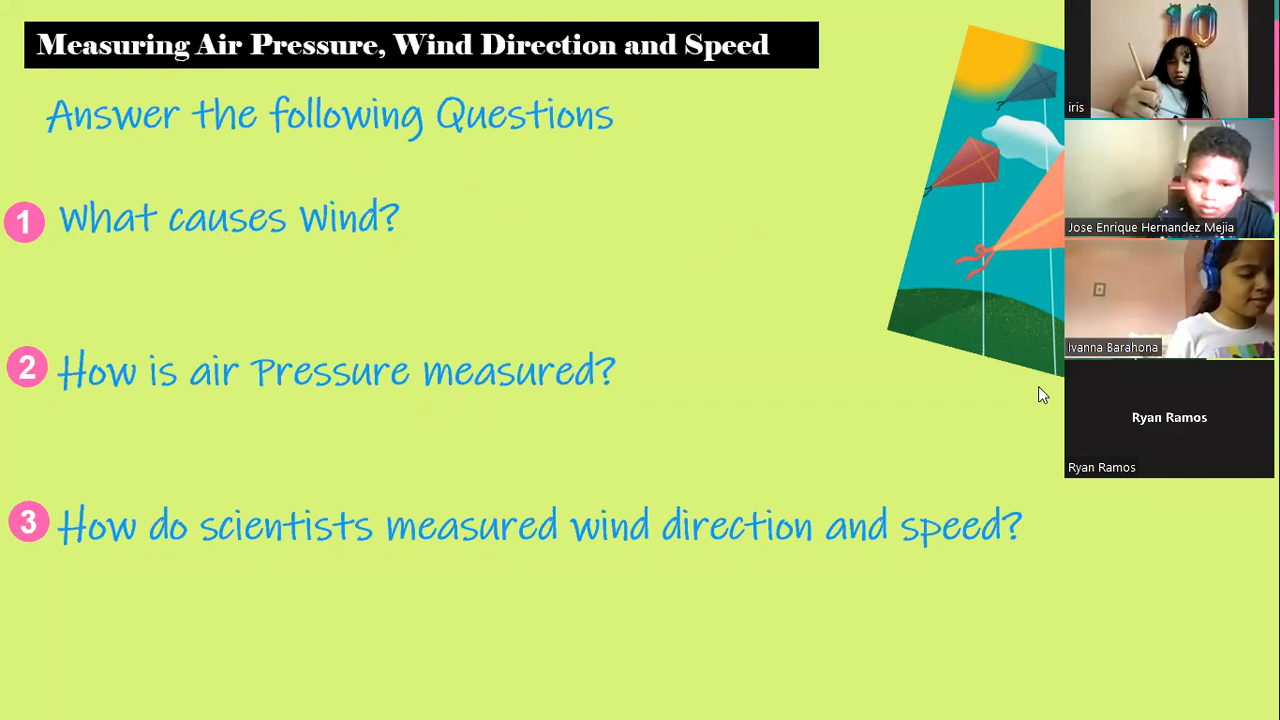 Measuring Air Pressure, Wind Direction and Speed
Answer the following Questions
1 What causes Wind?
2 How is air Pressure measured?
3 How do scientists measured wind direction and speed?
10
iris
Jose Enrique Hernandez Mejia
Ivanna Barahona
Ryan Ramos
Ryan Ramos